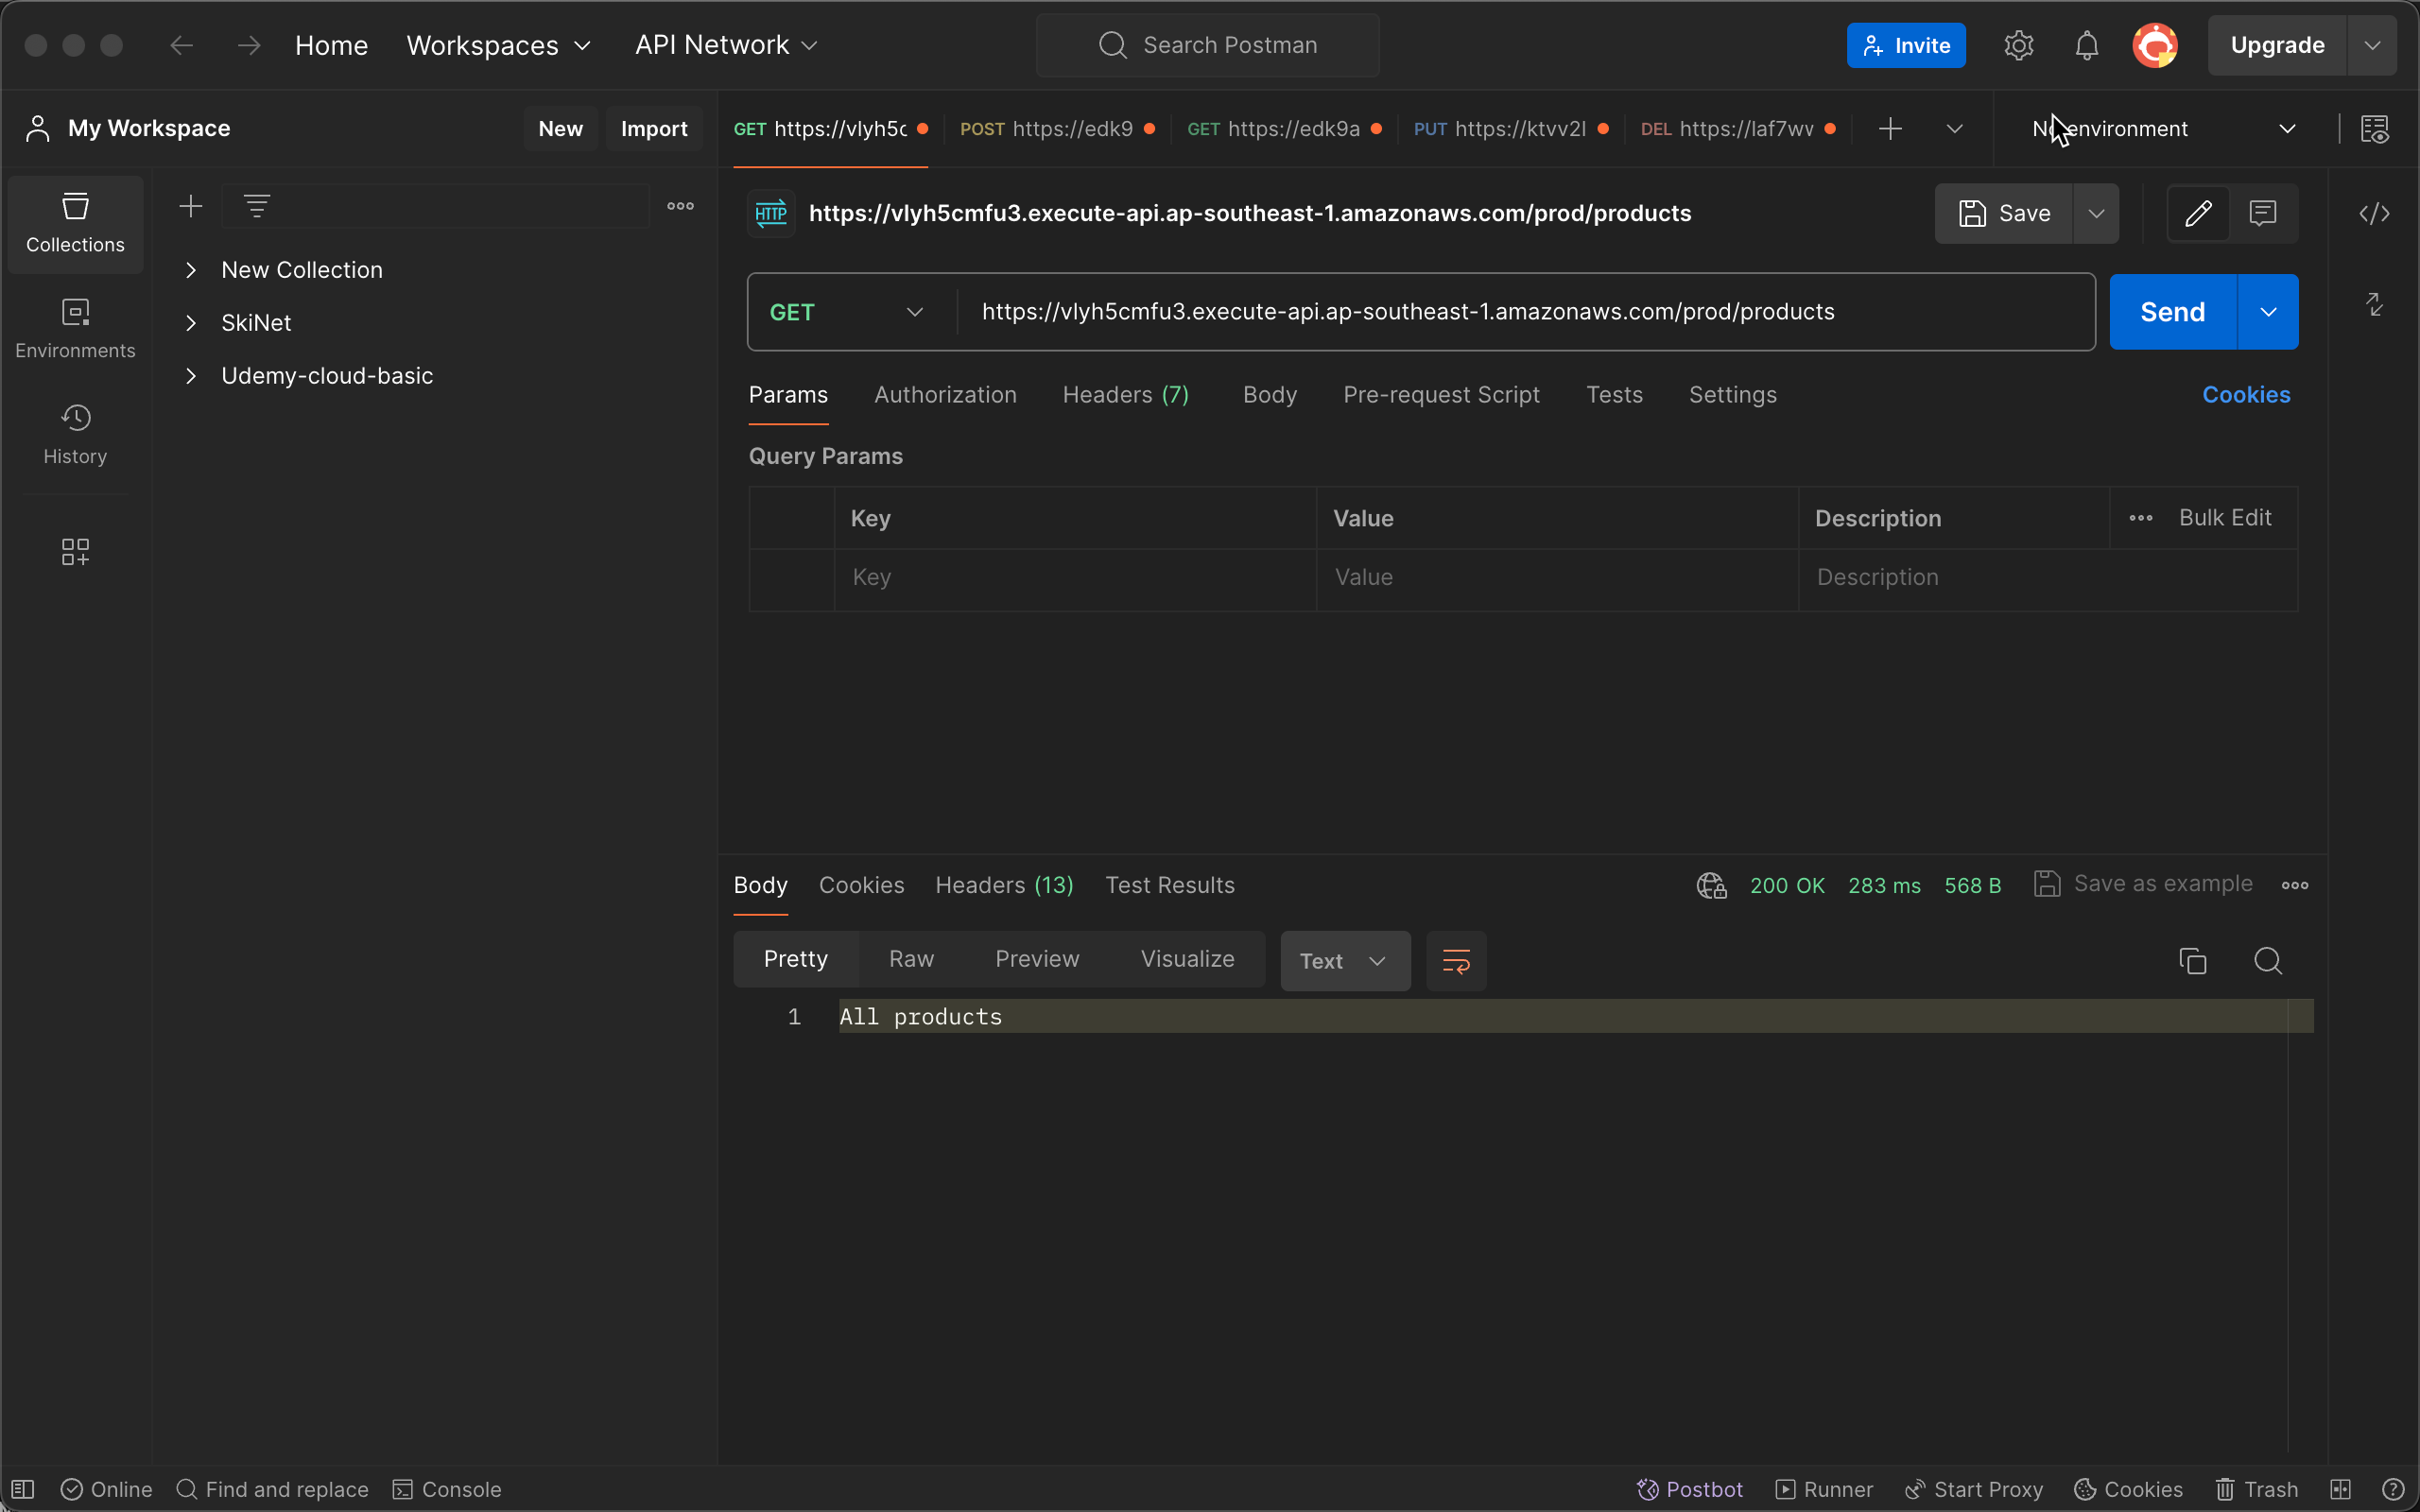 Home Workspaces API Network Search Postman Invite Upgrade
My Workspace New Import GET https://vlyh5c POST https://edk9 GET https://edk9a PUT https://ktvv2l DEL https://laf7wv No environment
Collections
Environments
History
New Collection
SkiNet
Udemy-cloud-basic
HTTP https://vlyh5cmfu3.execute-api.ap-southeast-1.amazonaws.com/prod/products Save
GET https://vlyh5cmfu3.execute-api.ap-southeast-1.amazonaws.com/prod/products Send
Params Authorization Headers (7) Body Pre-request Script Tests Settings Cookies
Query Params
Key Value Description Bulk Edit
Key Value Description
Body Cookies Headers (13) Test Results 200 OK 283 ms 568 B Save as example
Pretty Raw Preview Visualize Text
1 All products
Online Find and replace Console Postbot Runner Start Proxy Cookies Trash